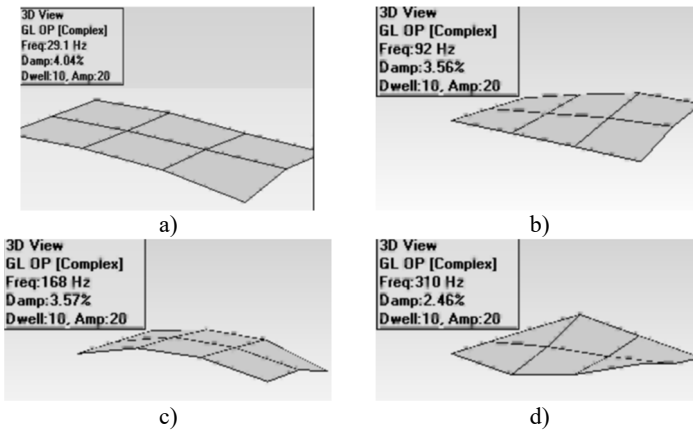 3D View
GL OP [Complex]
Freq:29.1 Hz
Damp:4.04%
Dwell:10, Amp:20
a)
3D View
GL OP [Complex]
Freq:92 Hz
Damp:3.56%
Dwell:10, Amp:20
b)
3D View
GL OP [Complex]
Freq:168 Hz
Damp:3.57%
Dwell:10, Amp:20
c)
3D View
GL OP [Complex]
Freq:310 Hz
Damp:2.46%
Dwell:10, Amp:20
d)